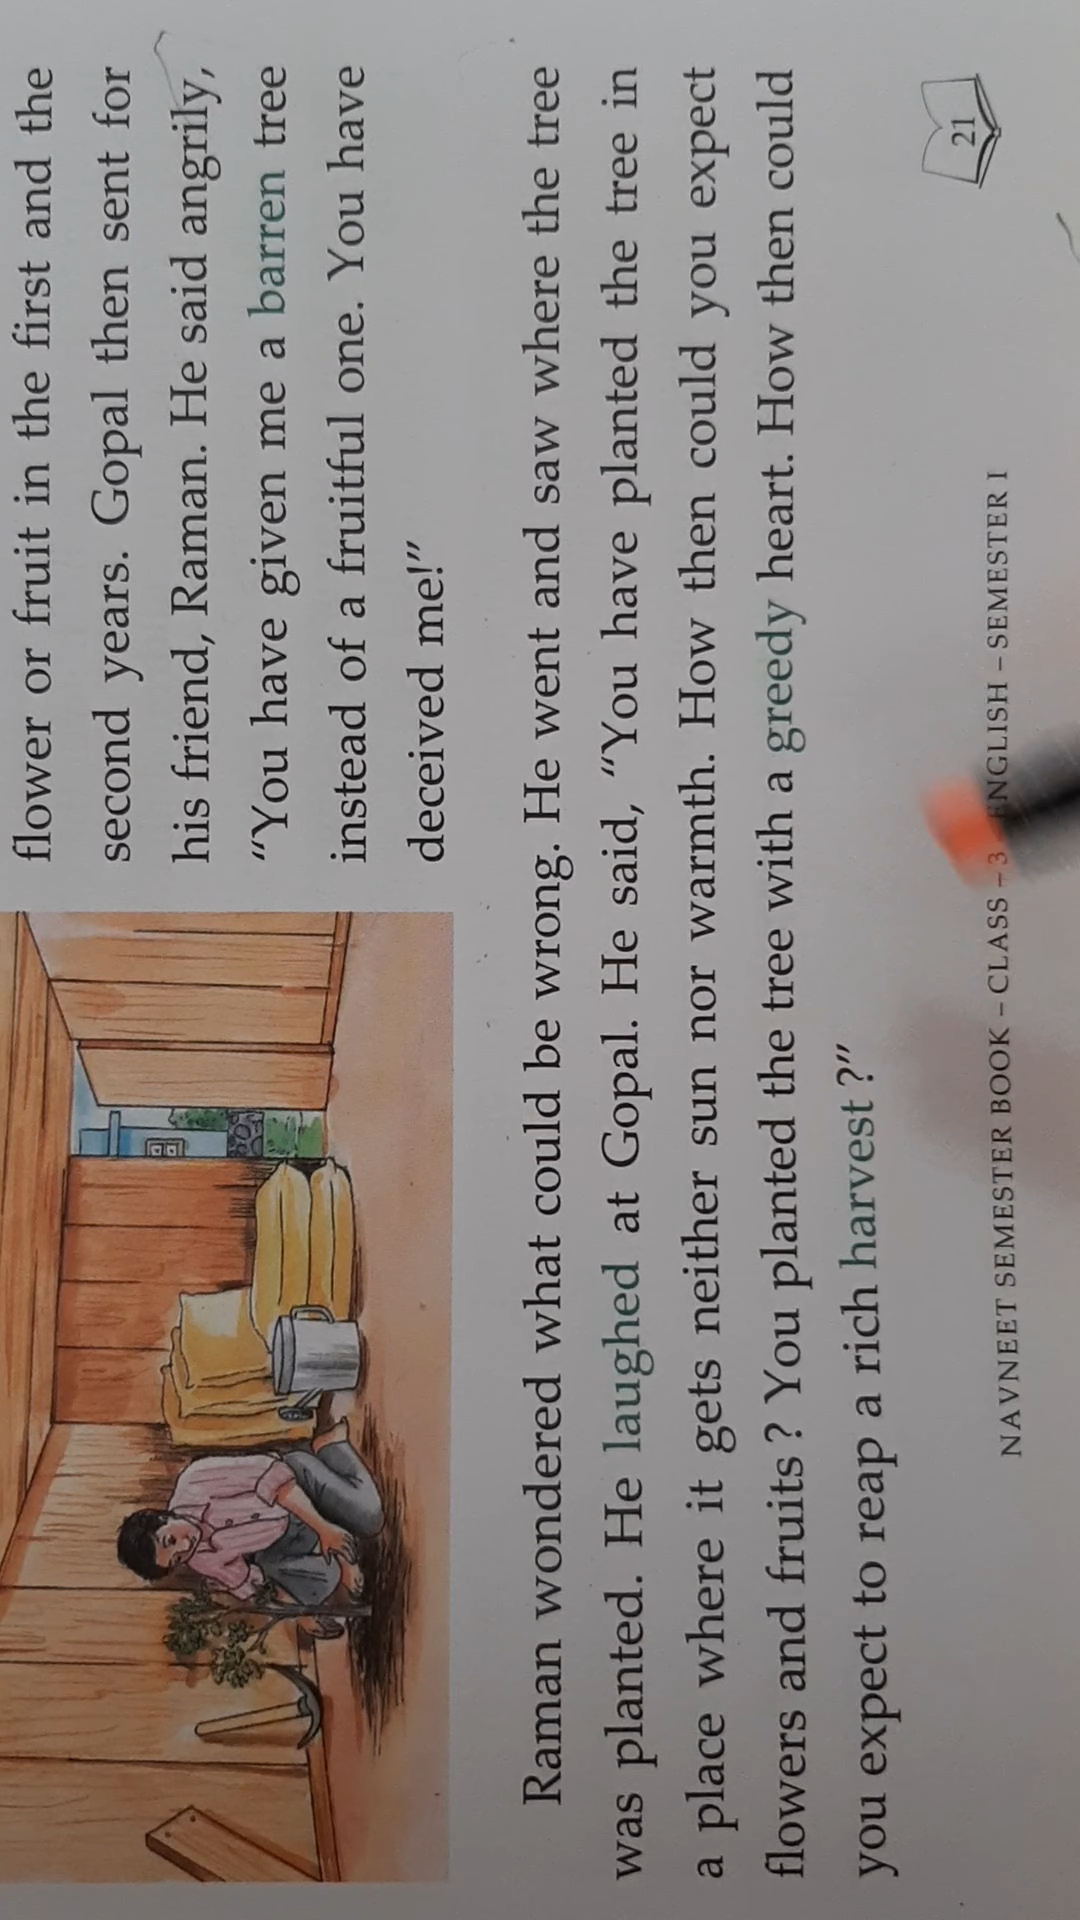 flower or fruit in the first and the
second years. Gopal then sent for
his friend, Raman. He said angrily,
“You have given me a barren tree
instead of a fruitful one. You have
deceived me!”
Raman wondered what could be wrong. He went and saw where the tree
was planted. He laughed at Gopal. He said, “You have planted the tree in
a place where it gets neither sun nor warmth. How then could you expect
flowers and fruits ? You planted the tree with a greedy heart. How then could
you expect to reap a rich harvest ?”
NAVNEET SEMESTER BOOK – CLASS – 3 ENGLISH – SEMESTER I
21